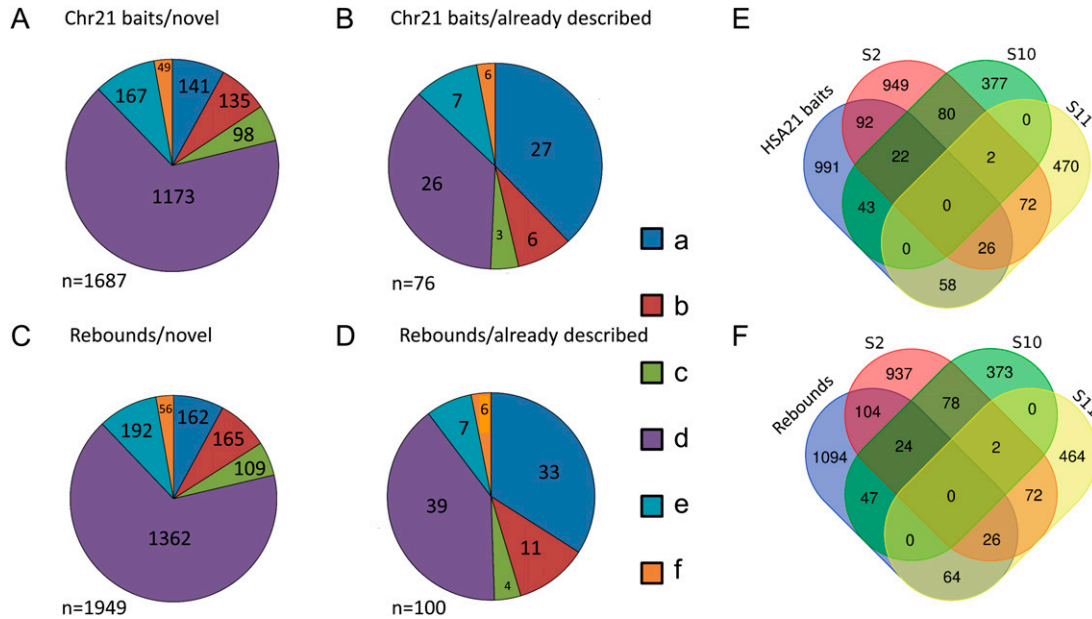 A Chr21 baits/novel
49
141
167
135
98
1173
n=1687
B Chr21 baits/already described
6
7
27
26
3
6
n=76
C Rebounds/novel
56
162
192
165
109
1362
n=1949
D Rebounds/already described
6
7
33
39
11
4
n=100
a
b
c
d
e
f
E
S2
S10
HSA21 baits
S11
949
377
92
80
0
991
22
2
470
43
0
72
0
26
58
F
S2
S10
Rebounds
937
373
104
78
0
1094
24
2
464
47
0
72
0
26
64